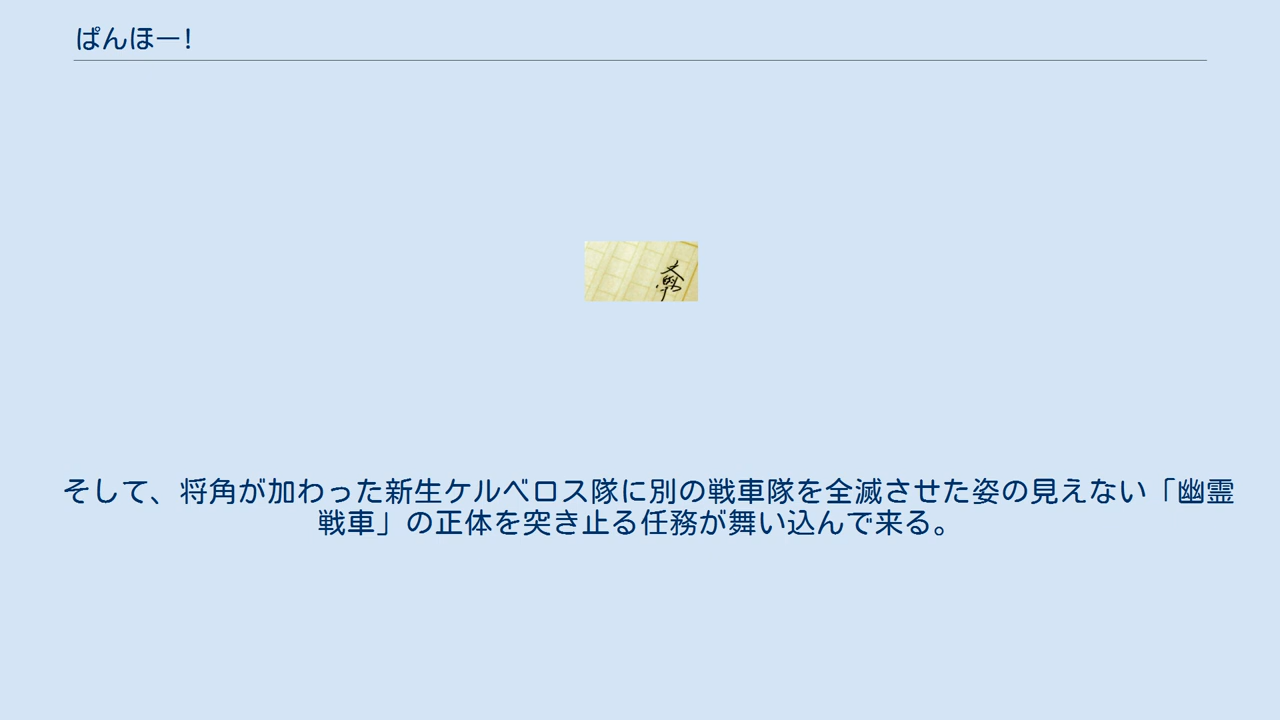 ぱんほー!
そして、将角が加わった新生ケルベロス隊に別の戦車隊を全滅させた姿の見えない「幽霊
戦車」の正体を突き止る任務が舞い込んで来る。